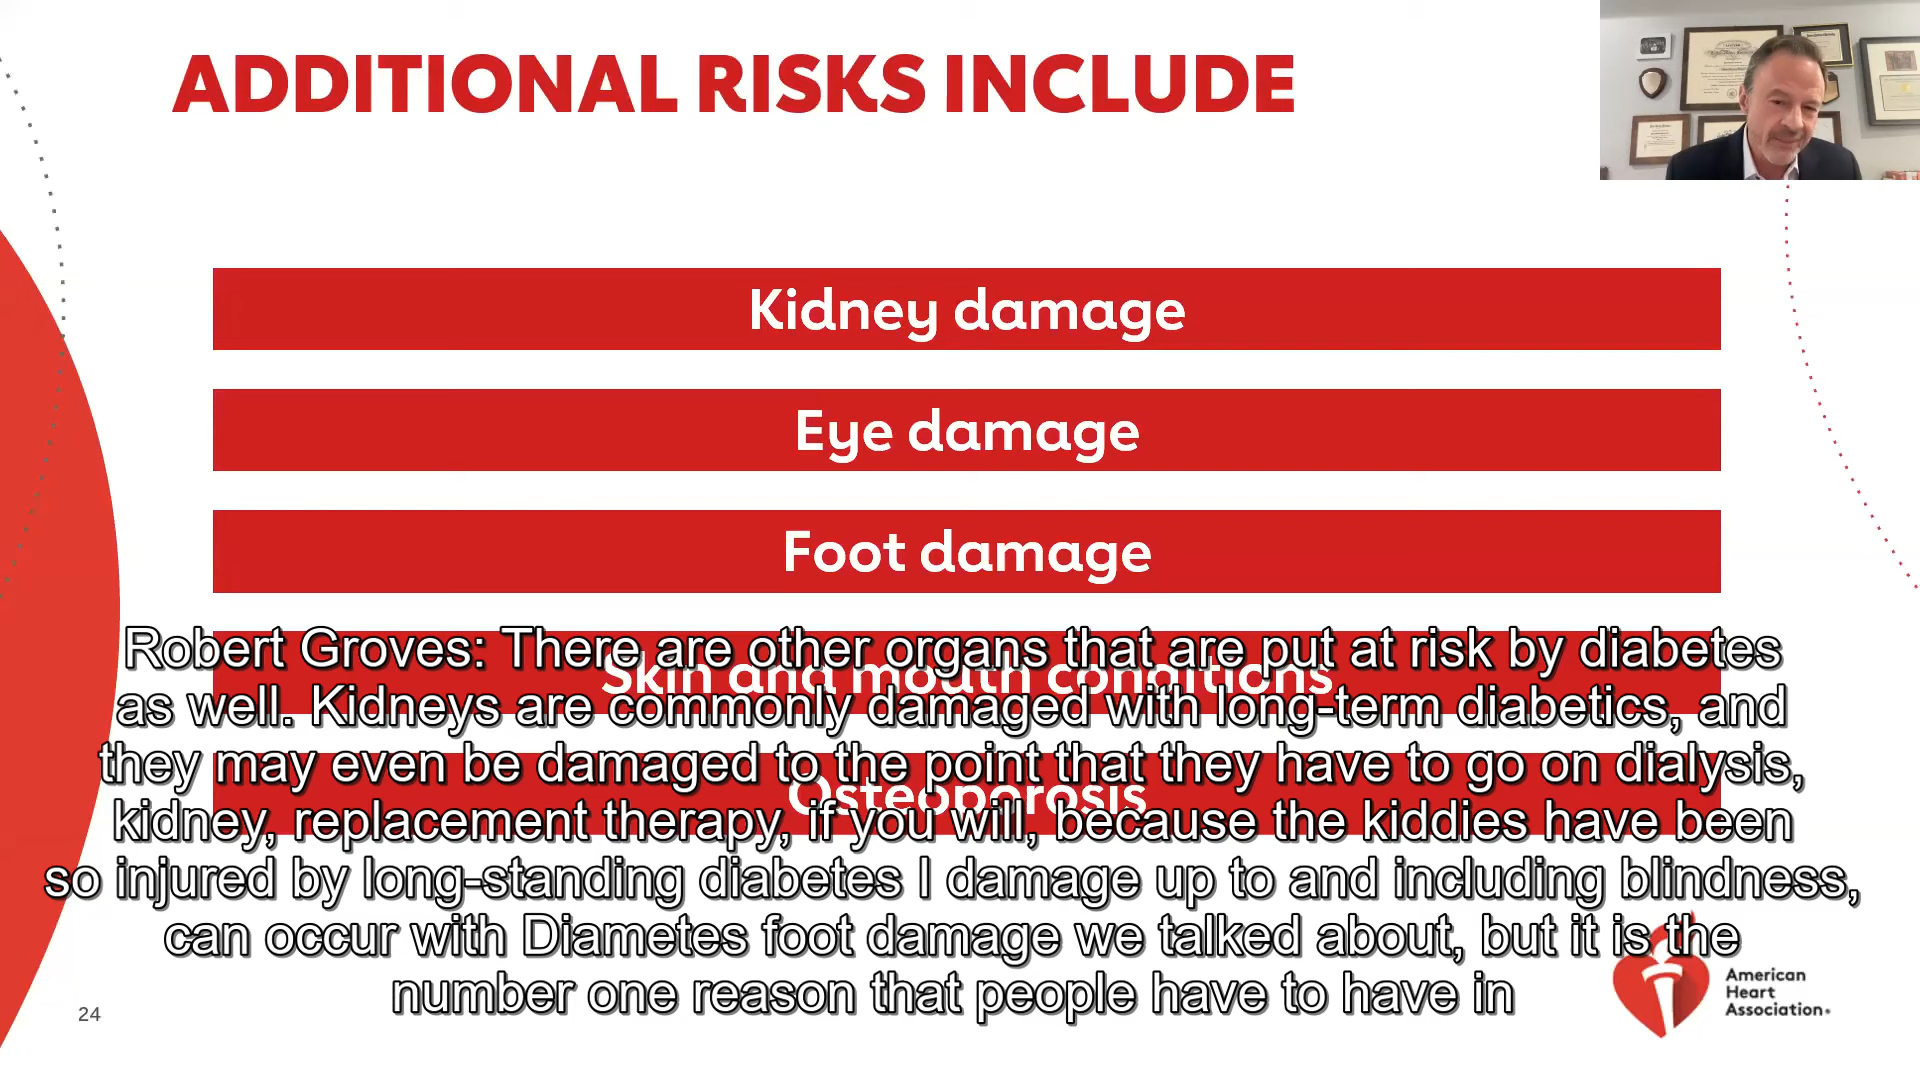 ADDITIONAL RISKS INCLUDE
Kidney damage
Eye damage
Foot damage
Skin and mouth conditions
Osteoporosis
Robert Groves: There are other organs that are put at risk by diabetes
as well. Kidneys are commonly damaged with long-term diabetics, and
they may even be damaged to the point that they have to go on dialysis,
kidney, replacement therapy, if you will, because the kiddies have been
so injured by long-standing diabetes I damage up to and including blindness,
can occur with Diametes foot damage we talked about, but it is the
number one reason that people have to have in
24
American
Heart
Association®